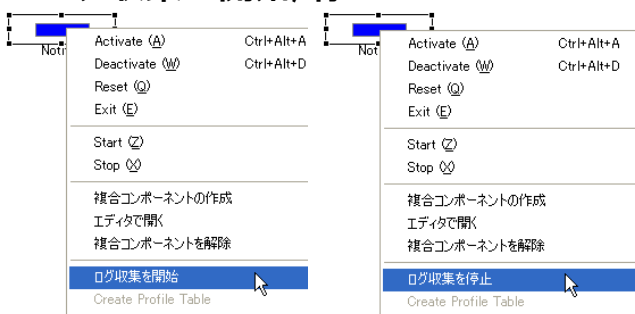 Notr
Activate (A) Ctrl+Alt+A
Deactivate (W) Ctrl+Alt+D
Reset (Q)
Exit (E)
Start (Z)
Stop (X)
複合コンポーネントの作成
エディタで開く
複合コンポーネントを解除
ログ収集を開始
Create Profile Table
Not
Activate (A) Ctrl+Alt+A
Deactivate (W) Ctrl+Alt+D
Reset (Q)
Exit (E)
Start (Z)
Stop (X)
複合コンポーネントの作成
エディタで開く
複合コンポーネントを解除
ログ収集を停止
Create Profile Table